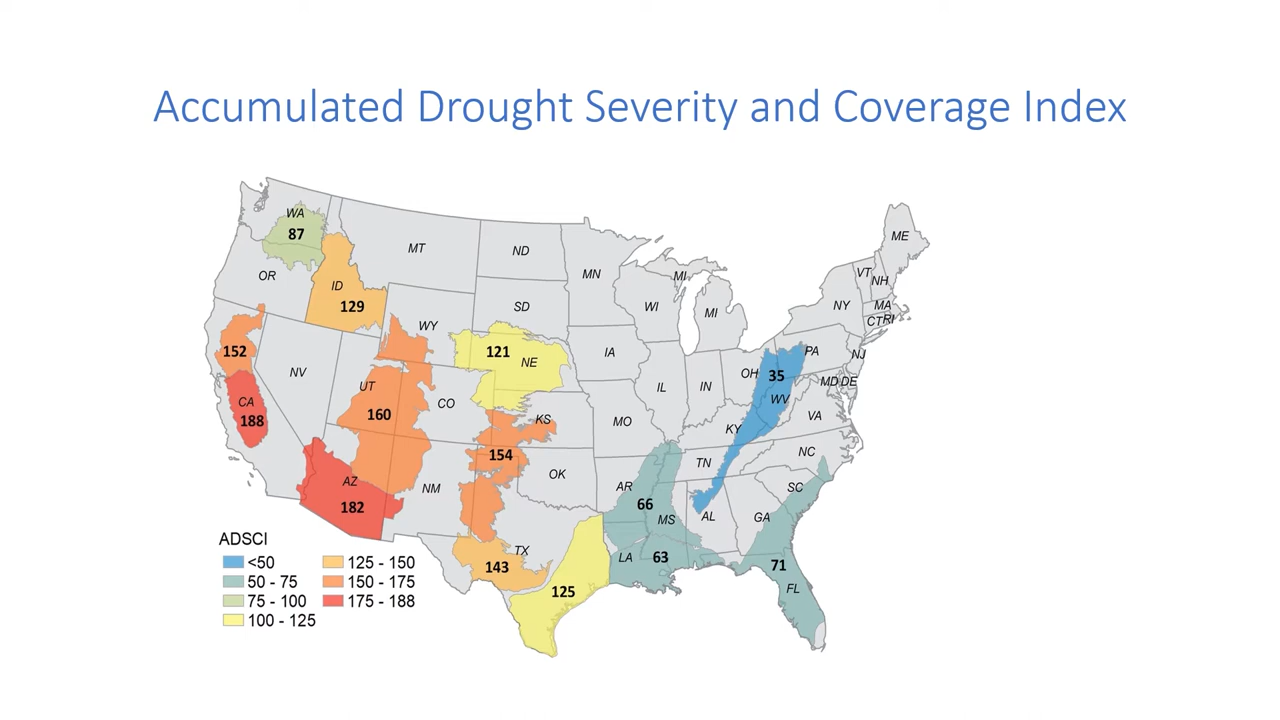 Accumulated Drought Severity and Coverage Index
WA
87
OR
ID
129
MT
ND
MN
SD
WY
WI
MI
MI
ME
VT
NH
NY
MA
CT
RI
152
NV
UT
160
CO
121
NE
IA
IL
IN
OH
35
PA
NJ
MD
DE
WV
VA
CA
188
KS
MO
KY
154
OK
TN
NC
AZ
182
NM
AR
66
MS
AL
GA
SC
TX
143
125
LA
63
71
FL
ADSCI
<50
50 - 75
75 - 100
100 - 125
125 - 150
150 - 175
175 - 188